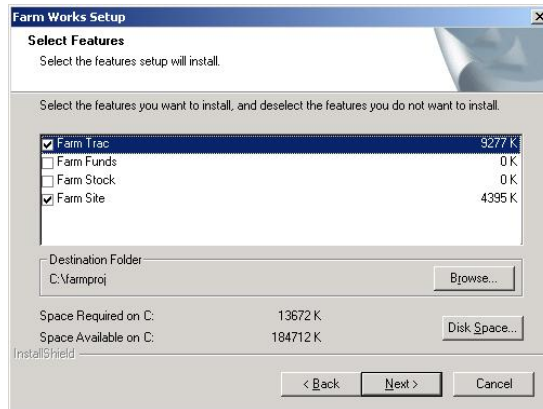 Farm Works Setup
Select Features
Select the features setup will install.
Select the features you want to install, and deselect the features you do not want to install.
Farm Trac 9277 K
Farm Funds 0 K
Farm Stock 0 K
Farm Site 4395 K
Destination Folder
C:\farmproj
Browse...
Space Required on C: 13672 K
Space Available on C: 184712 K
Disk Space...
InstallShield
< Back Next > Cancel